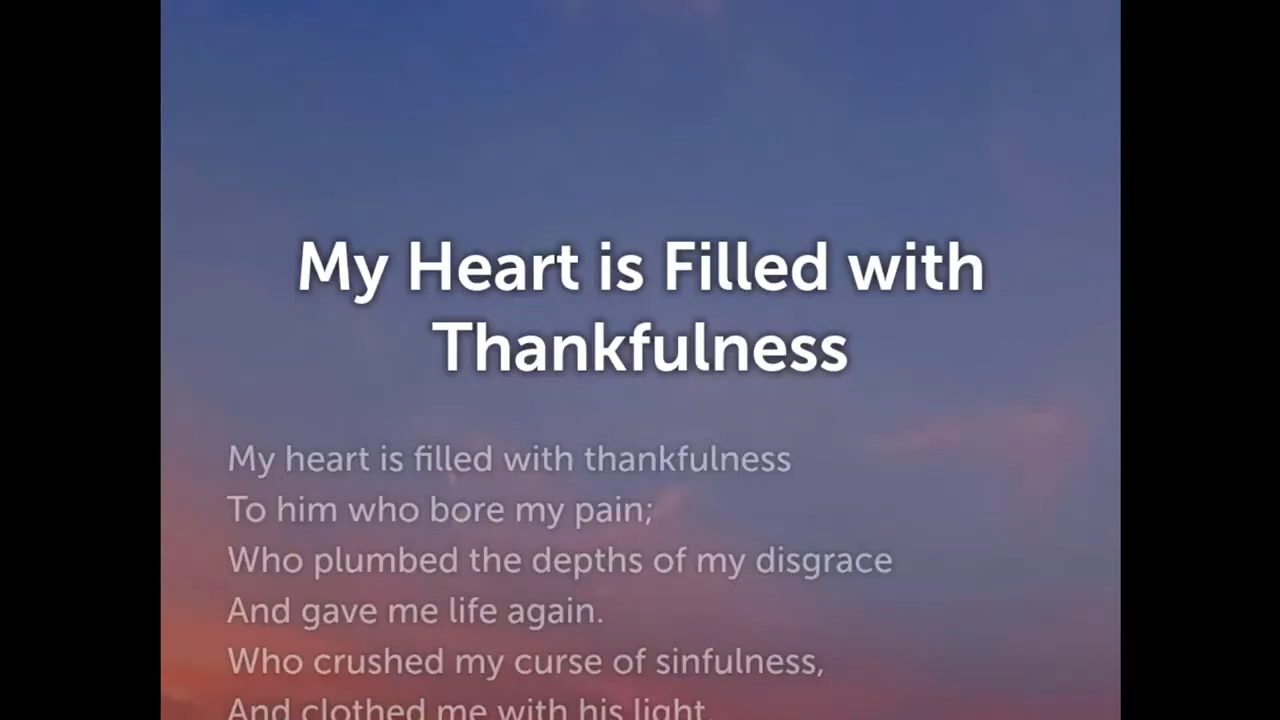 My Heart is Filled with
Thankfulness
My heart is filled with thankfulness
To him who bore my pain;
Who plumbed the depths of my disgrace
And gave me life again.
Who crushed my curse of sinfulness,
And clothed me with his light,